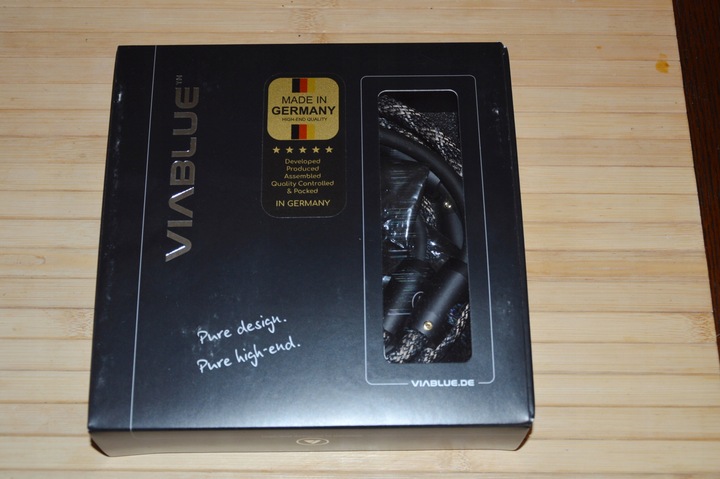 VIABLUE™
MADE IN
GERMANY
HIGH-END QUALITY
Developed
Produced
Assembled
Quality Controlled
& Packed
IN GERMANY
Pure design.
Pure high-end.
VIABLUE.DE